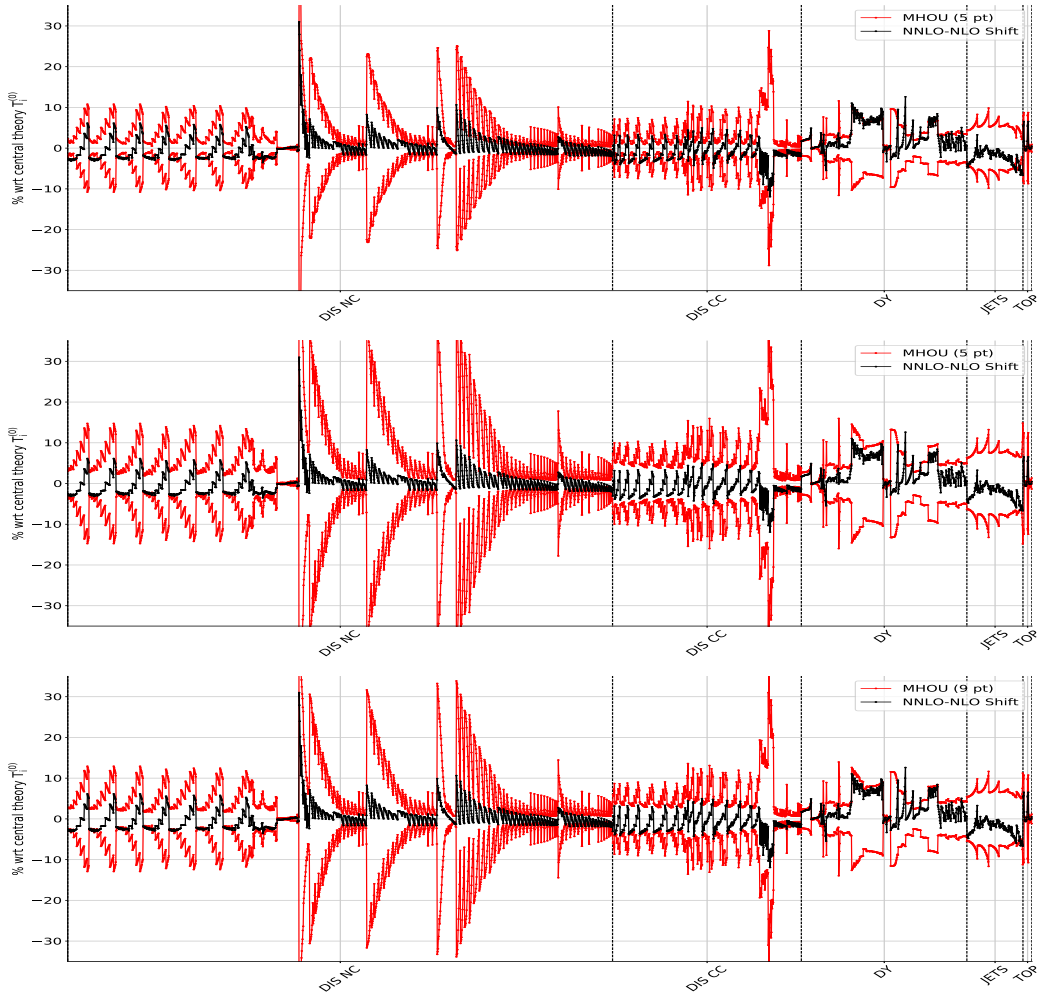 30
20
10
0
−10
−20
−30
% wrt central theory T_i^(0)
MHOU (5 pt)
NNLO-NLO Shift
DIS NC
DIS CC
DY
JETS
TOP
30
20
10
0
−10
−20
−30
% wrt central theory T_i^(0)
MHOU (5 pt)
NNLO-NLO Shift
DIS NC
DIS CC
DY
JETS
TOP
30
20
10
0
−10
−20
−30
% wrt central theory T_i^(0)
MHOU (9 pt)
NNLO-NLO Shift
DIS NC
DIS CC
DY
JETS
TOP